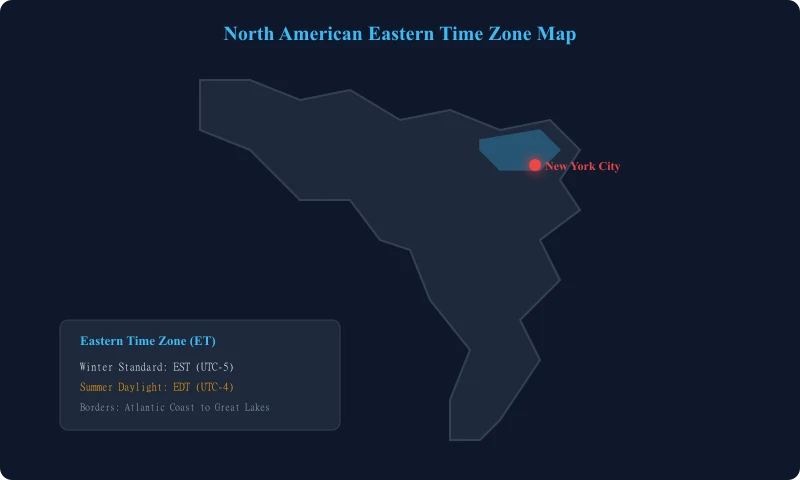 North American Eastern Time Zone Map
New York City
Eastern Time Zone (ET)
Winter Standard: EST (UTC-5)
Summer Daylight: EDT (UTC-4)
Borders: Atlantic Coast to Great Lakes